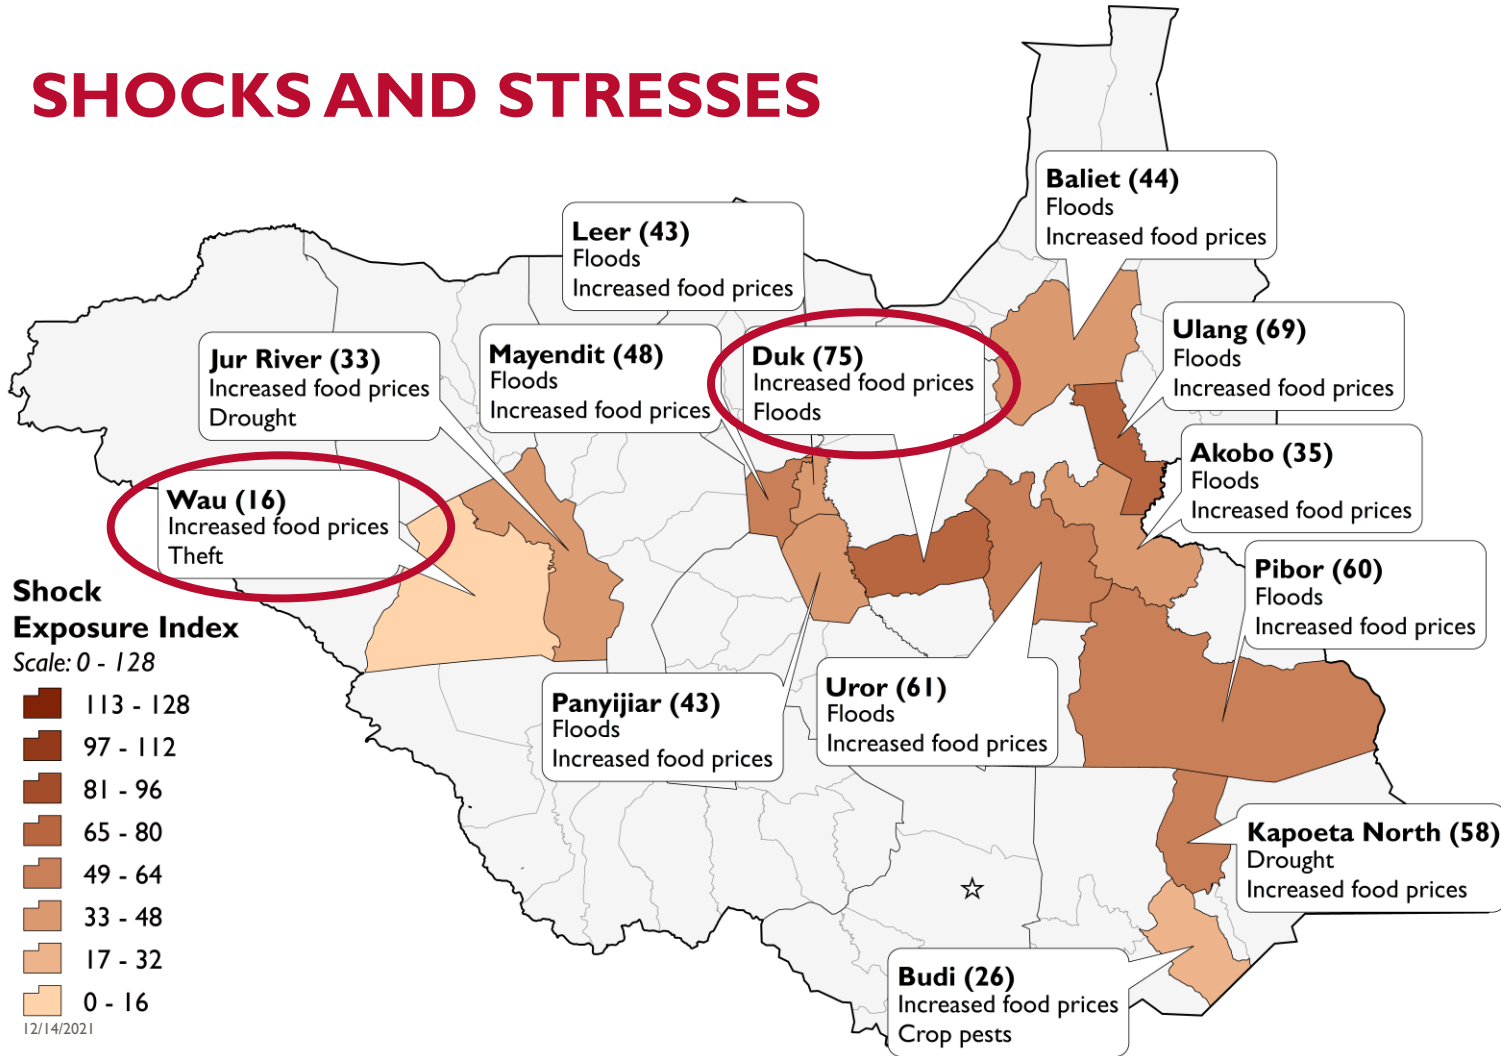 SHOCKS AND STRESSES
Baliet (44)
Floods
Increased food prices
Leer (43)
Floods
Increased food prices
Ulang (69)
Floods
Increased food prices
Jur River (33)
Increased food prices
Drought
Mayendit (48)
Floods
Increased food prices
Duk (75)
Increased food prices
Floods
Akobo (35)
Floods
Increased food prices
Wau (16)
Increased food prices
Theft
Pibor (60)
Floods
Increased food prices
Panyijiar (43)
Floods
Increased food prices
Uror (61)
Floods
Increased food prices
Kapoeta North (58)
Drought
Increased food prices
Budi (26)
Increased food prices
Crop pests
Shock
Exposure Index
Scale: 0 - 128
113 - 128
97 - 112
81 - 96
65 - 80
49 - 64
33 - 48
17 - 32
0 - 16
12/14/2021